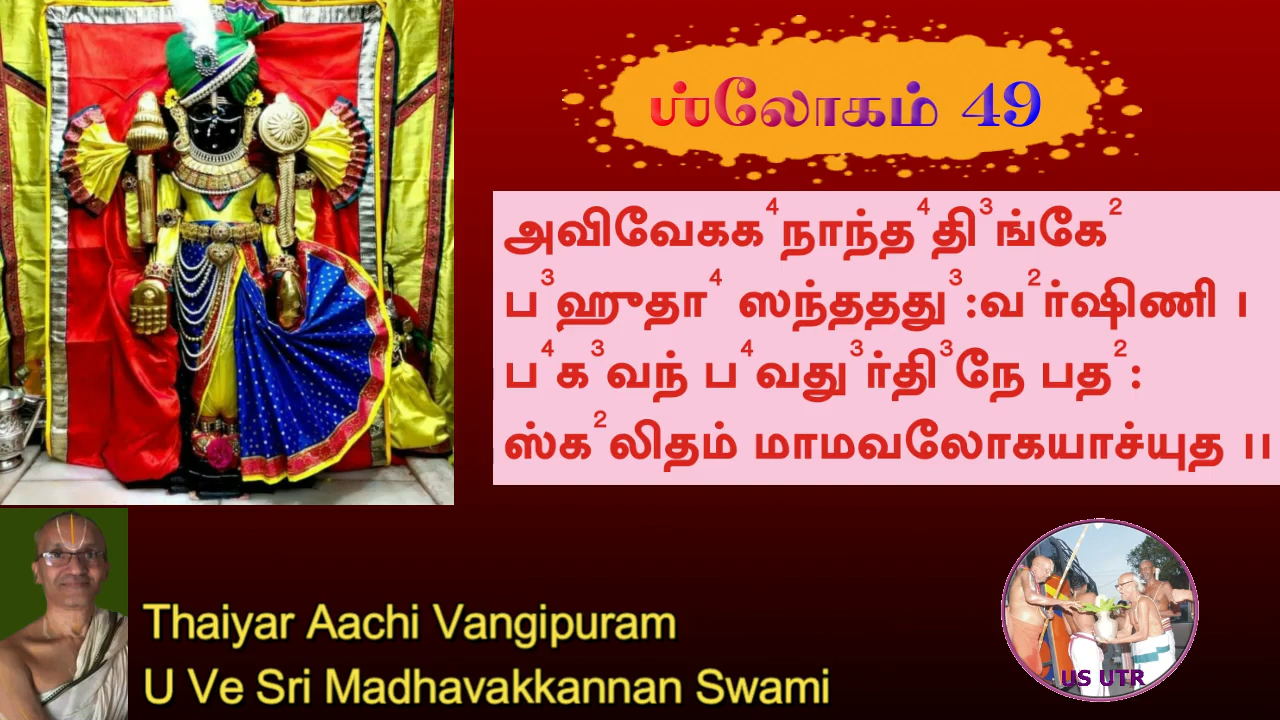 ஶ்லோகம் 49
அவிவேகக⁴நாந்த⁴தி³ங்கே²
ப³ஹுதா⁴ ஸந்ததது³:வ²ர்ஷிணி ।
ப⁴க³வந் ப⁴வது³ர்தி³நே பத²:
ஸ்க²லிதம் மாமவலோகயாச்யுத ।।
Thaiyar Aachi Vangipuram
U Ve Sri Madhavakkannan Swami
US UTR